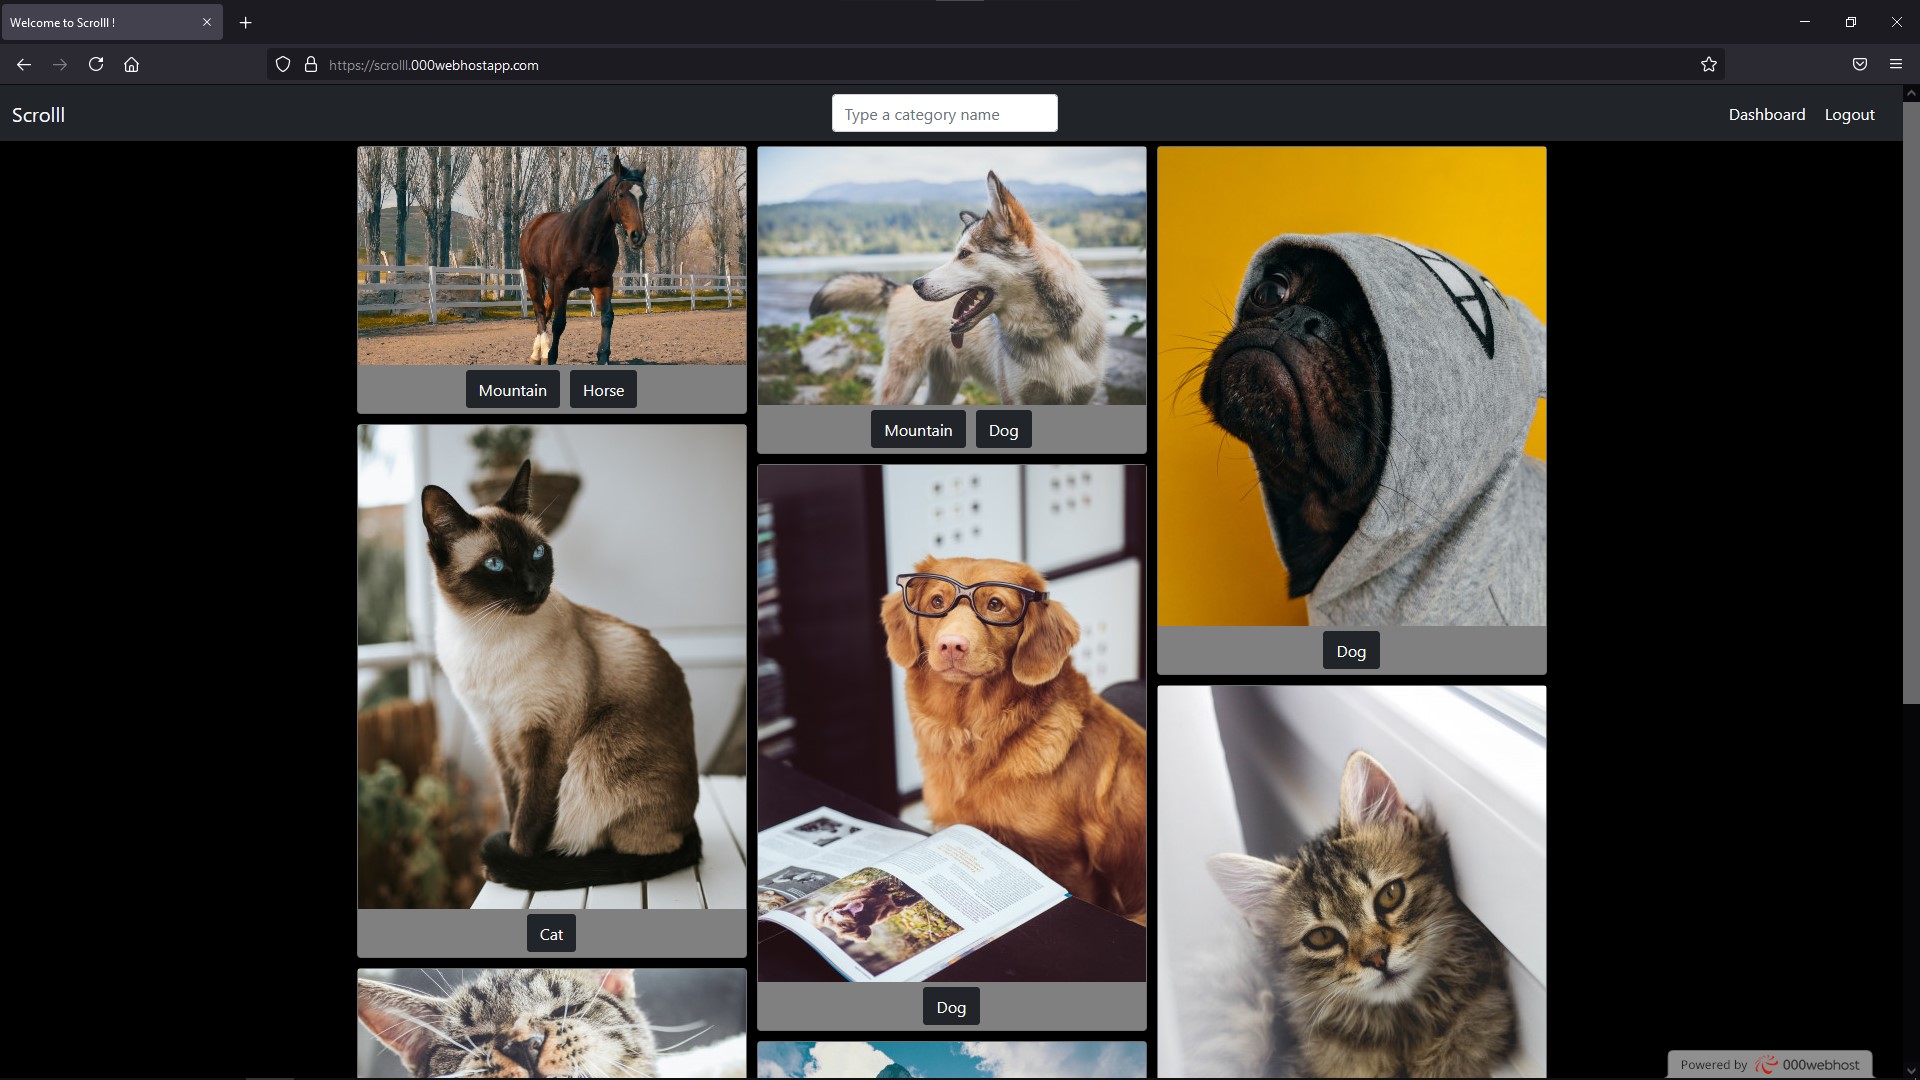 Welcome to Scrolll !
https://scrolll.000webhostapp.com
Scrolll
Type a category name
Dashboard
Logout
Mountain
Horse
Mountain
Dog
Dog
Cat
Dog
Powered by 000webhost